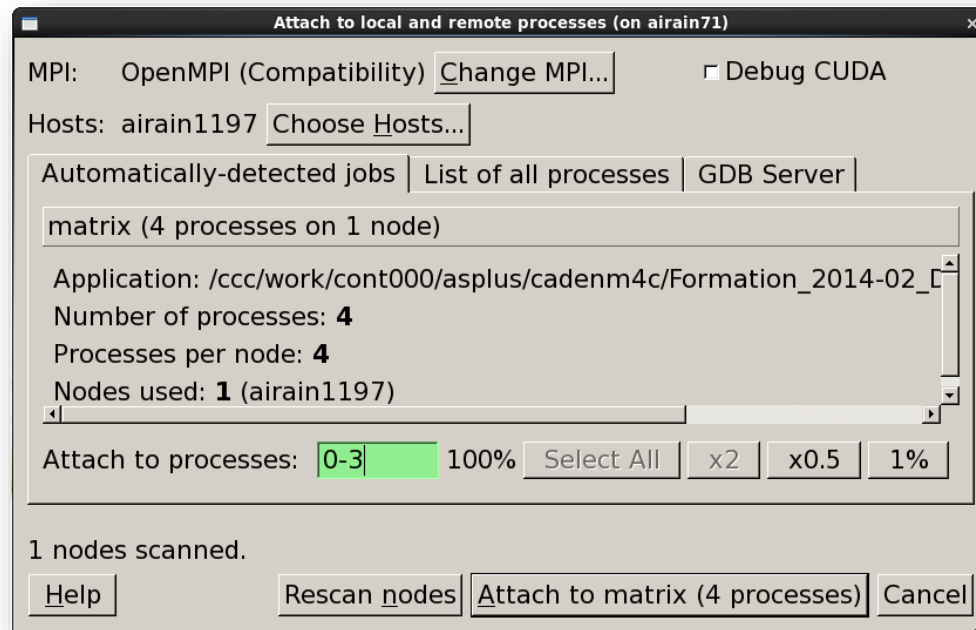 Attach to local and remote processes (on airain71)
MPI: OpenMPI (Compatibility) Change MPI... Debug CUDA
Hosts: airain1197 Choose Hosts...
Automatically-detected jobs List of all processes GDB Server
matrix (4 processes on 1 node)
Application: /ccc/work/cont000/asplus/cadenm4c/Formation_2014-02_D
Number of processes: 4
Processes per node: 4
Nodes used: 1 (airain1197)
Attach to processes: 0-3 100% Select All x2 x0.5 1%
1 nodes scanned.
Help Rescan nodes Attach to matrix (4 processes) Cancel